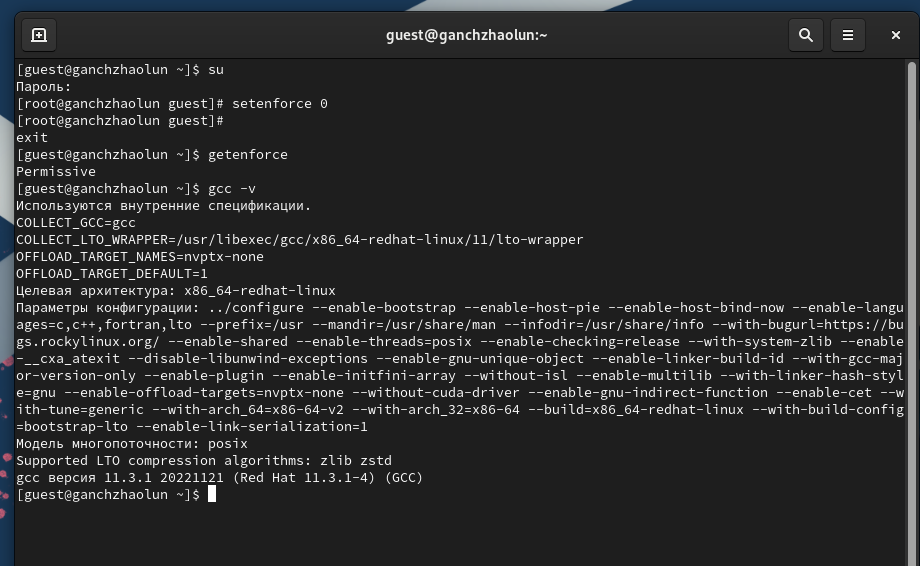 guest@ganchzhaolun:~
[guest@ganchzhaolun ~]$ su
Пароль:
[root@ganchzhaolun guest]# setenforce 0
[root@ganchzhaolun guest]#
exit
[guest@ganchzhaolun ~]$ getenforce
Permissive
[guest@ganchzhaolun ~]$ gcc -v
Используются внутренние спецификации.
COLLECT_GCC=gcc
COLLECT_LTO_WRAPPER=/usr/libexec/gcc/x86_64-redhat-linux/11/lto-wrapper
OFFLOAD_TARGET_NAMES=nvptx-none
OFFLOAD_TARGET_DEFAULT=1
Целевая архитектура: x86_64-redhat-linux
Параметры конфигурации: ../configure --enable-bootstrap --enable-host-pie --enable-host-bind-now --enable-langu
ages=c,c++,fortran,lto --prefix=/usr --mandir=/usr/share/man --infodir=/usr/share/info --with-bugurl=https://bu
gs.rockylinux.org/ --enable-shared --enable-threads=posix --enable-checking=release --with-system-zlib --enable
-__cxa_atexit --disable-libunwind-exceptions --enable-gnu-unique-object --enable-linker-build-id --with-gcc-maj
or-version-only --enable-plugin --enable-initfini-array --without-isl --enable-multilib --with-linker-hash-styl
e=gnu --enable-offload-targets=nvptx-none --without-cuda-driver --enable-gnu-indirect-function --enable-cet --w
ith-tune=generic --with-arch_64=x86-64-v2 --with-arch_32=x86-64 --build=x86_64-redhat-linux --with-build-config
=bootstrap-lto --enable-link-serialization=1
Модель многопоточности: posix
Supported LTO compression algorithms: zlib zstd
gcc версия 11.3.1 20221121 (Red Hat 11.3.1-4) (GCC)
[guest@ganchzhaolun ~]$